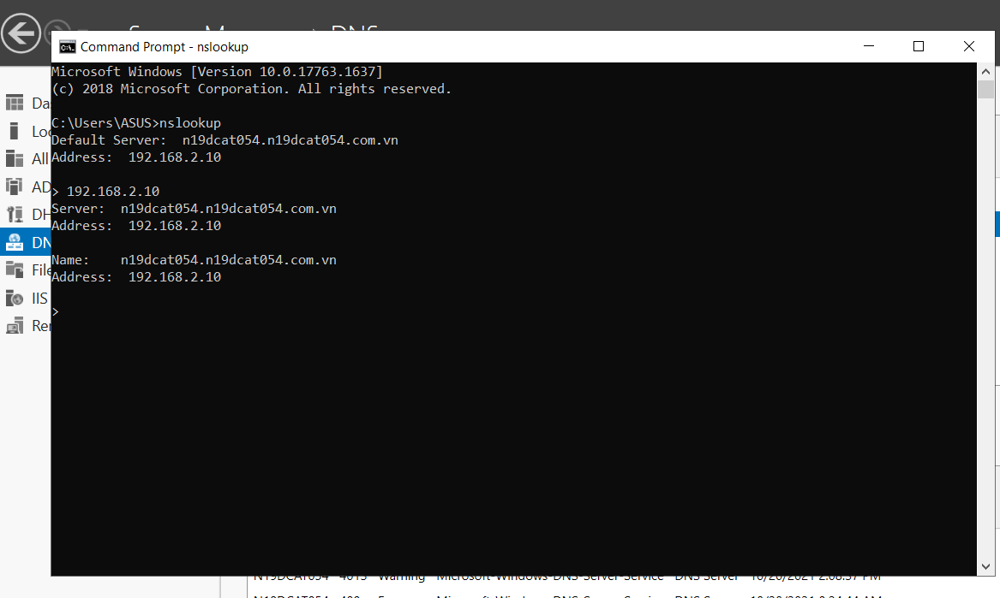 Command Prompt - nslookup
Microsoft Windows [Version 10.0.17763.1637]
(c) 2018 Microsoft Corporation. All rights reserved.
C:\Users\ASUS>nslookup
Default Server:  n19dcat054.n19dcat054.com.vn
Address:  192.168.2.10
> 192.168.2.10
Server:  n19dcat054.n19dcat054.com.vn
Address:  192.168.2.10
Name:    n19dcat054.n19dcat054.com.vn
Address:  192.168.2.10
>
Da
Loc
All
AD
DH
DN
File
IIS
Rer
N19DCAT054 4013 Warning Microsoft-Windows-DNS-Server-Service DNS Server 10/20/2021 2:08:37 PM